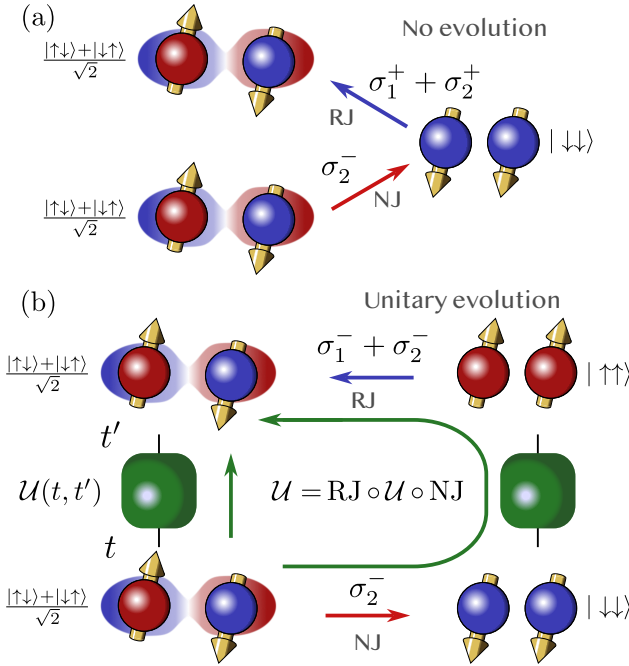 (a)
No evolution
|↑↓⟩+|↓↑⟩
√2
σ₁⁺ + σ₂⁺
RJ
| ↓↓⟩
σ₂⁻
NJ
|↑↓⟩+|↓↑⟩
√2
(b)
Unitary evolution
|↑↓⟩+|↓↑⟩
√2
σ₁⁻ + σ₂⁻
RJ
| ↑↑⟩
t′
𝒰(t, t′)
𝒰 = RJ ∘ 𝒰 ∘ NJ
t
|↑↓⟩+|↓↑⟩
√2
σ₂⁻
NJ
| ↓↓⟩